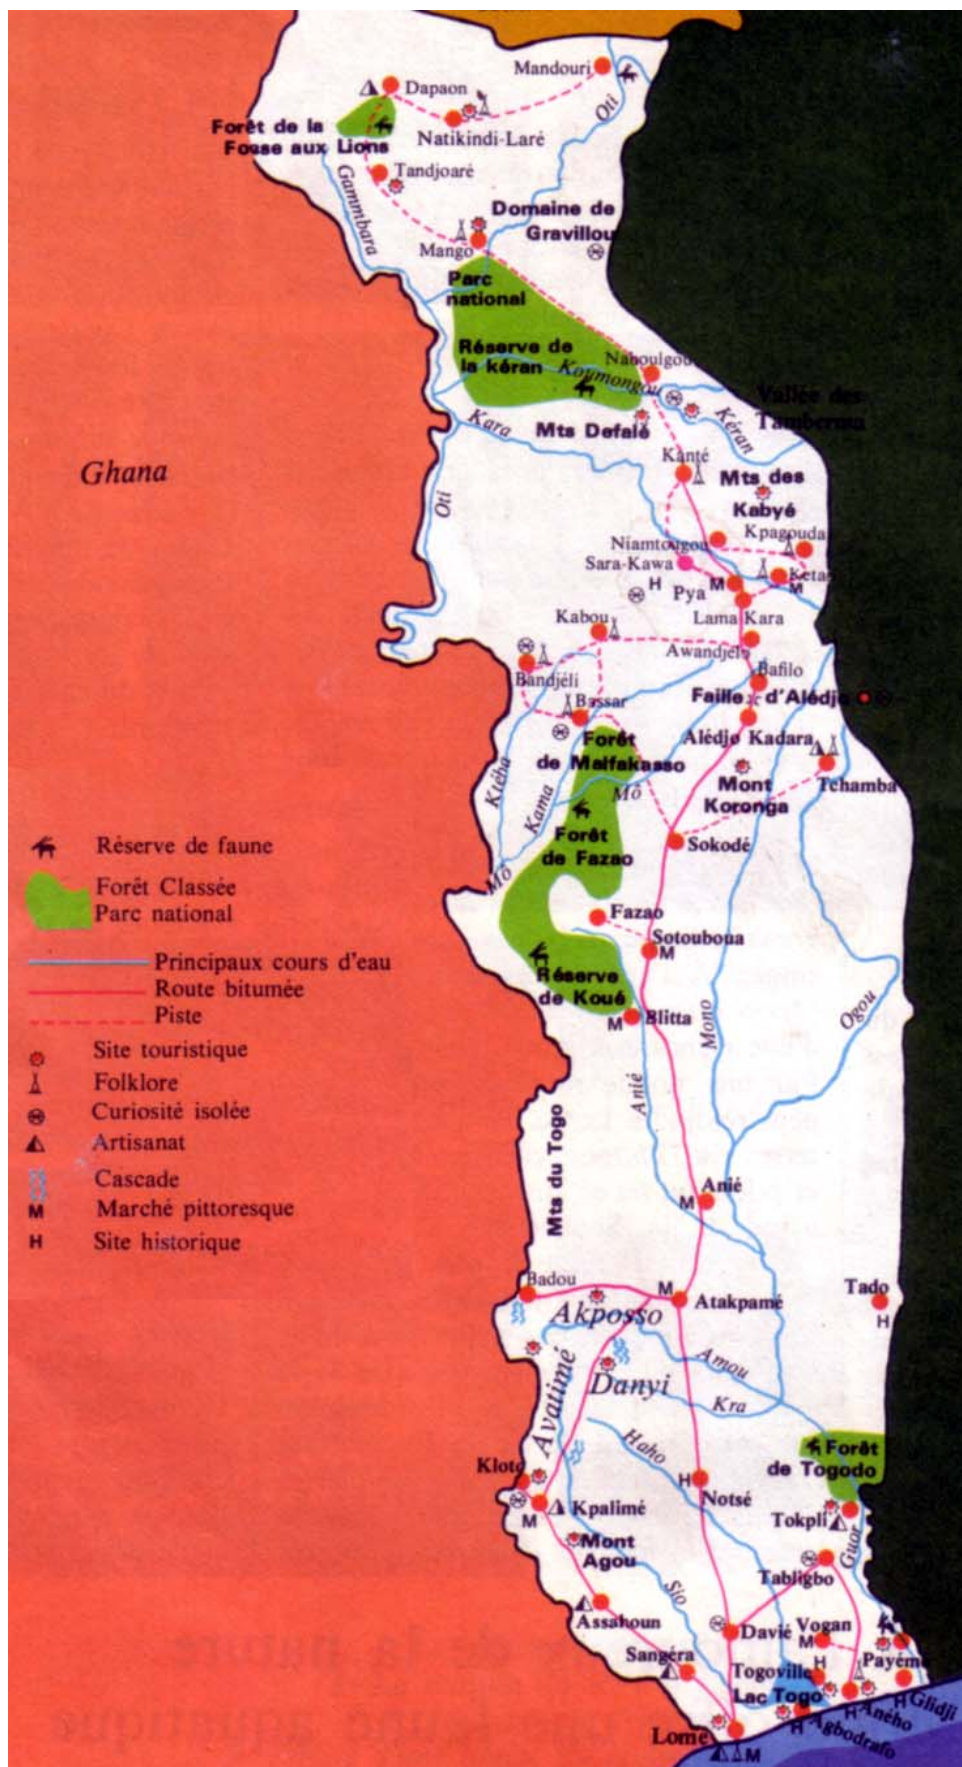 Mandouri
Dapaon
Oti
Natikindi-Laré
Forêt de la
Fosse aux Lions
Tandjoaré
Gammbara
Domaine de
Gravillou
Mango
Parc
national
Réserve de
la kéran
Naboulgou
Koumongou
Vallée des
Tamberma
Kéran
Kara
Mts Defalé
Ghana
Kanté
Mts des
Kabyé
Oti
Kpagouda
Niamtougou
Sara-Kawa
H
Pya
M
Keta
M
Kabou
Lama Kara
Awandjelo
Bandjéli
Bafilo
Bassar
Faille d'Alédjo
Forêt
de Malfakasso
Alédjo Kadara
Ktéha
Kama
Mô
Mont
Koronga
Tchamba
Forêt
de Fazao
Sokodé
Mô
Réserve de faune
Forêt Classée
Parc national
Fazao
Sotouboua
M
Principaux cours d'eau
Route bitumée
Piste
Réserve
de Koué
M
Blitta
Mono
Ogou
Site touristique
Folklore
Curiosité isolée
Artisanat
Cascade
M
Marché pittoresque
H
Site historique
Anié
Mts du Togo
M
Anié
Badou
M
Atakpamé
Tado
H
Akposso
Amou
Avatimé
Danyi
Kra
Haho
Forêt
de Togodo
Kloto
H
Notsé
M
Kpalimé
Tokpli
Mont
Agou
Guor
Tabligbo
Sio
Assahoun
Davié
Vogan
M
Sangéra
H
Payémé
Togoville
Lac Togo
H
Glidji
H
Aného
H
Agbodrafo
Lomé
M